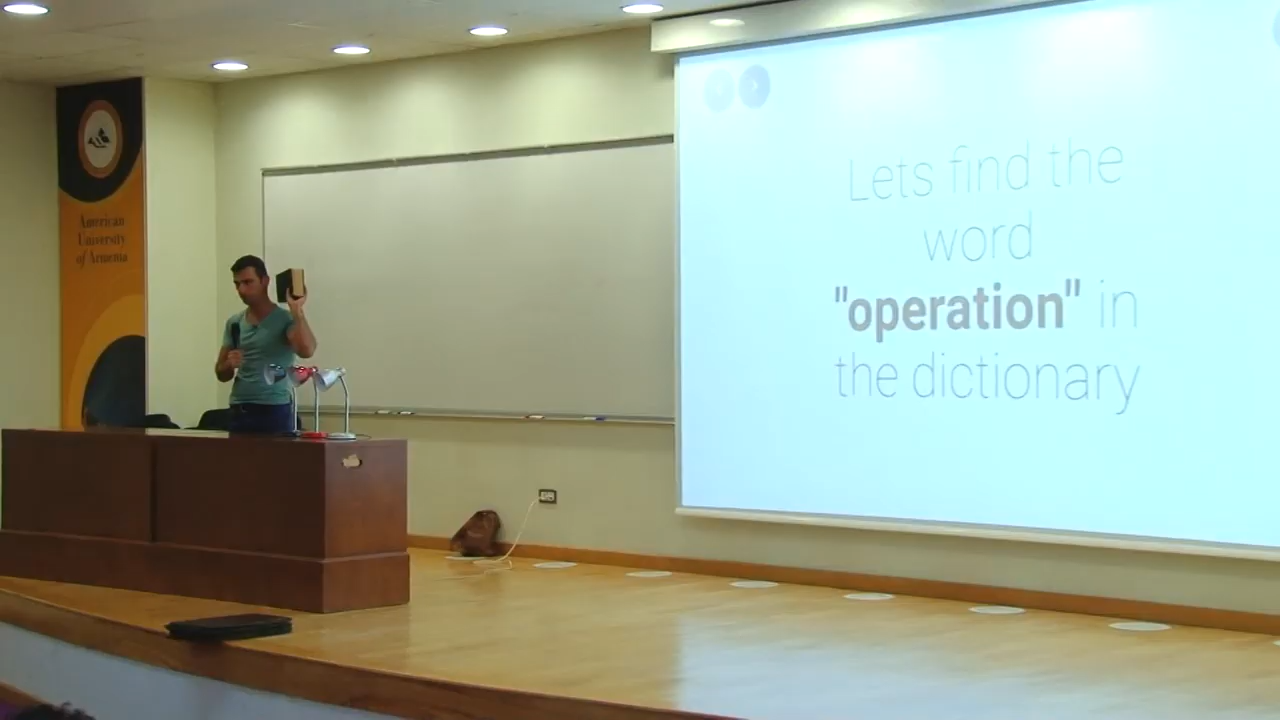 American
University
of Armenia
Lets find the
word
"operation" in
the dictionary